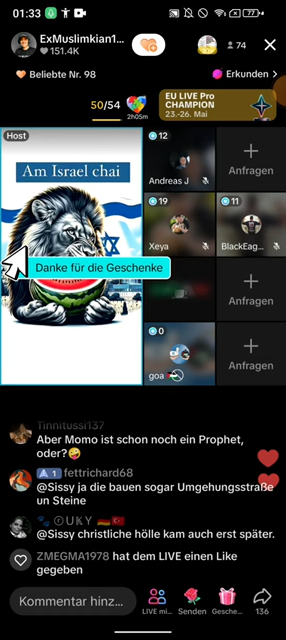 01:33
77
ExMuslimkian1...
151.4K
74
Beliebte Nr. 98
Erkunden >
50/54
2h05m
EU LIVE Pro
CHAMPION
23.-26. Mai
Host
Am Israel chai
Danke für die Geschenke
12
Andreas J
Anfragen
19
Xeya
11
BlackEag...
Anfragen
0
goa
Anfragen
Tinnitussi137
Aber Momo ist schon noch ein Prophet,
oder?
1 fettrichard68
@Sissy ja die bauen sogar Umgehungsstraße
un Steine
@Sissy christliche hölle kam auch erst später.
ZMEGMA1978 hat dem LIVE einen Like
gegeben
Kommentar hinz...
LIVE mi...
Senden
Gesche...
136